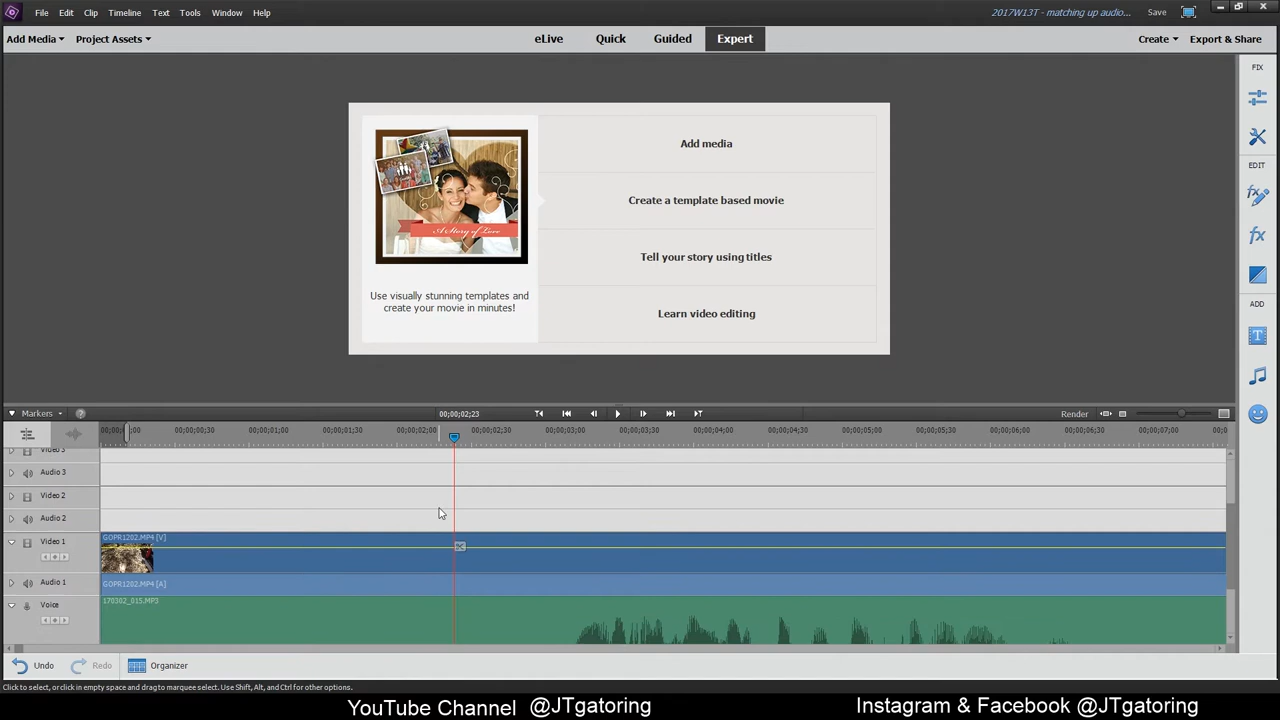 File Edit Clip Timeline Text Tools Window Help
2017W13T - matching up audio... Save
Add Media Project Assets
eLive Quick Guided Expert
Create Export & Share
FIX
EDIT
ADD
A Story of Love
Use visually stunning templates and
create your movie in minutes!
Add media
Create a template based movie
Tell your story using titles
Learn video editing
Markers 00;00;02;23 Render
00;00;00;30 00;00;01;00 00;00;01;30 00;00;02;00 00;00;02;30 00;00;03;00 00;00;03;30 00;00;04;00 00;00;04;30 00;00;05;00 00;00;05;30 00;00;06;00 00;00;06;30 00;00;07;00
Video 3
Audio 3
Video 2
Audio 2
Video 1 GOPR1202.MP4 [V]
Audio 1 GOPR1202.MP4 [A]
Voice 170302_015.MP3
Undo Redo Organizer
Click to select, or click in empty space and drag to marquee select. Use Shift, Alt, and Ctrl for other options.
YouTube Channel @JTgatoring Instagram & Facebook @JTgatoring